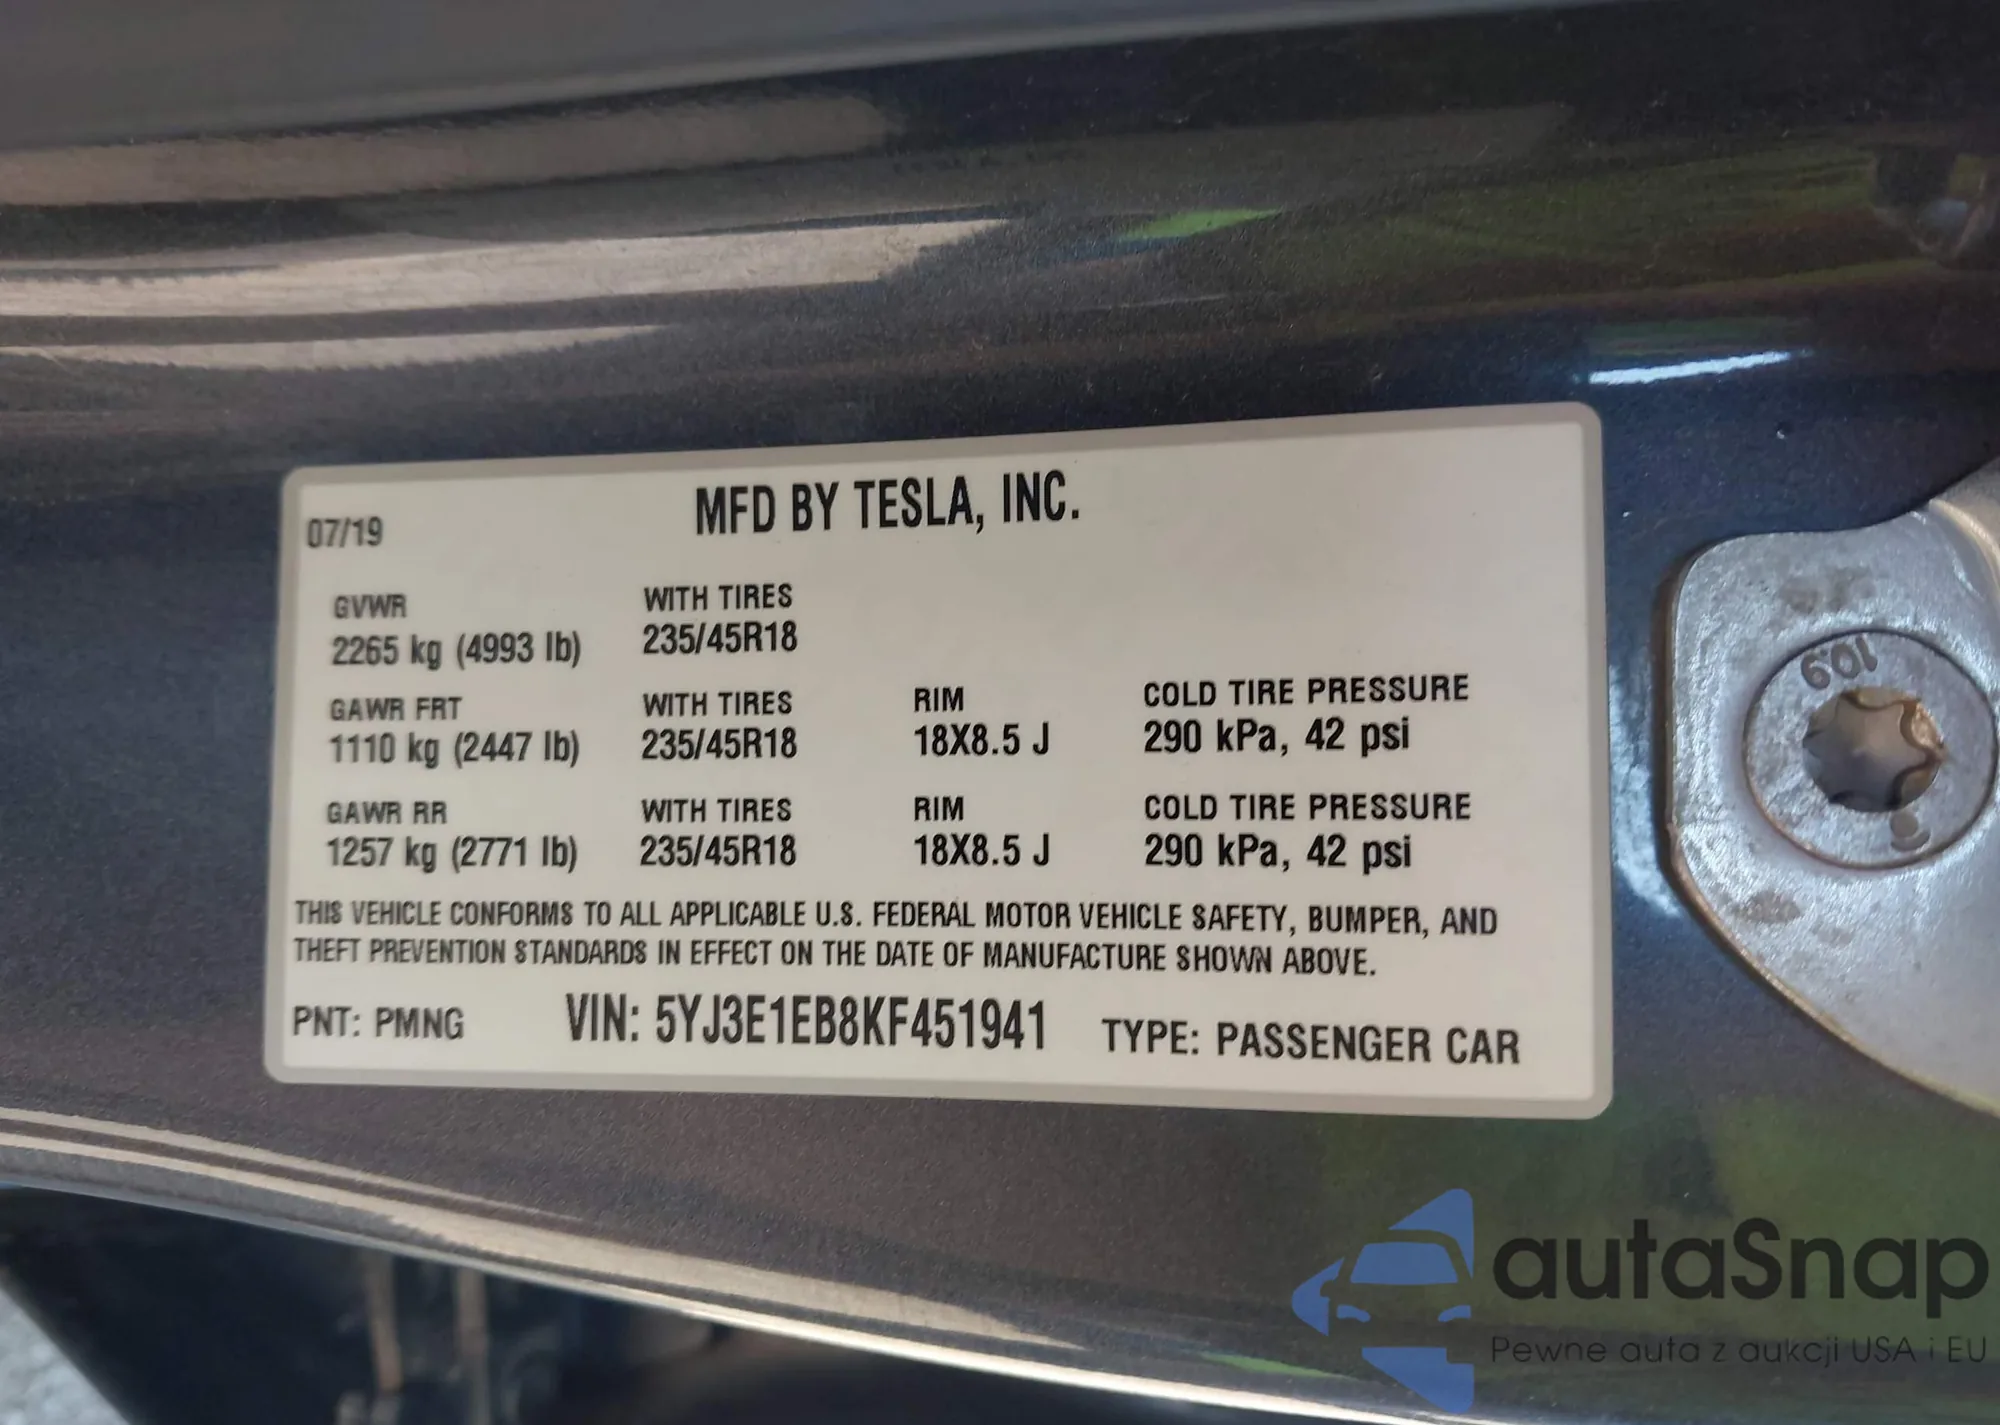 07/19
MFD BY TESLA, INC.
GVWR WITH TIRES
2265 kg (4993 lb) 235/45R18
GAWR FRT WITH TIRES RIM COLD TIRE PRESSURE
1110 kg (2447 lb) 235/45R18 18X8.5 J 290 kPa, 42 psi
GAWR RR WITH TIRES RIM COLD TIRE PRESSURE
1257 kg (2771 lb) 235/45R18 18X8.5 J 290 kPa, 42 psi
THIS VEHICLE CONFORMS TO ALL APPLICABLE U.S. FEDERAL MOTOR VEHICLE SAFETY, BUMPER, AND
THEFT PREVENTION STANDARDS IN EFFECT ON THE DATE OF MANUFACTURE SHOWN ABOVE.
PNT: PMNG VIN: 5YJ3E1EB8KF451941 TYPE: PASSENGER CAR
10.9
autaSnap
Pewne auta z aukcji USA i EU